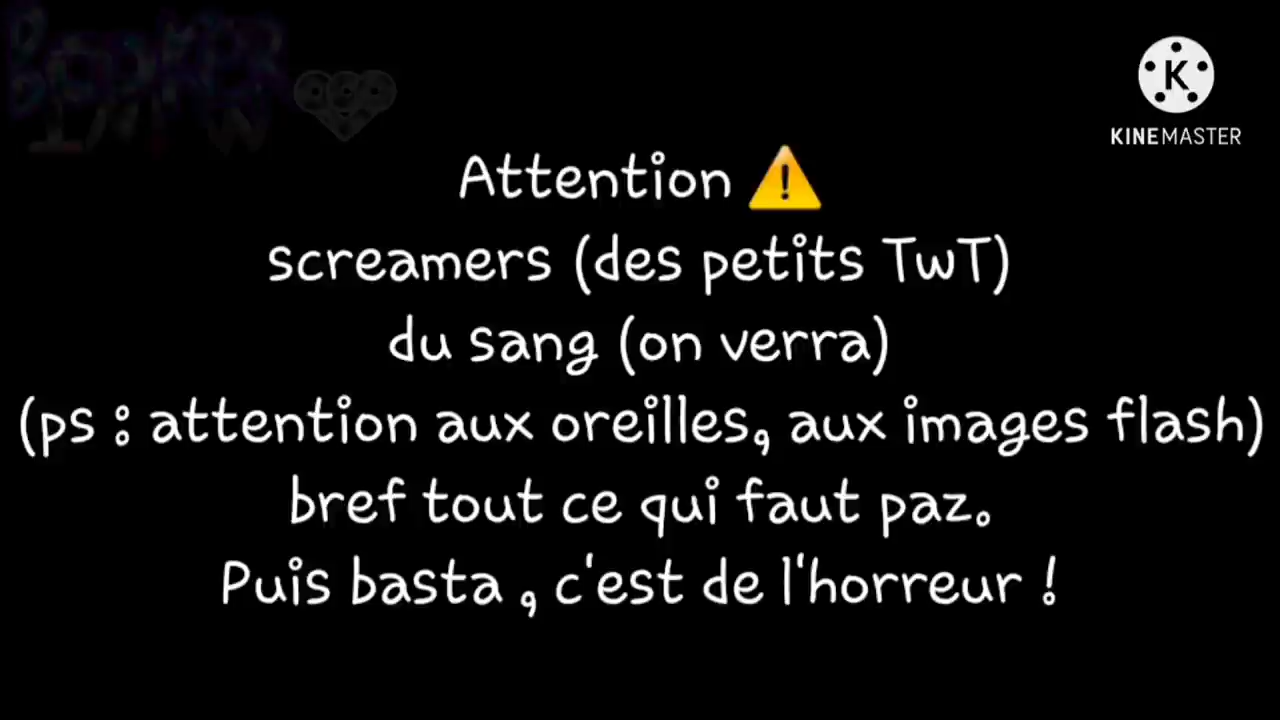 KINEMASTER
Attention ⚠️
screamers (des petits TwT)
du sang (on verra)
(ps : attention aux oreilles, aux images flash)
bref tout ce qui faut paz.
Puis basta , c'est de l'horreur !